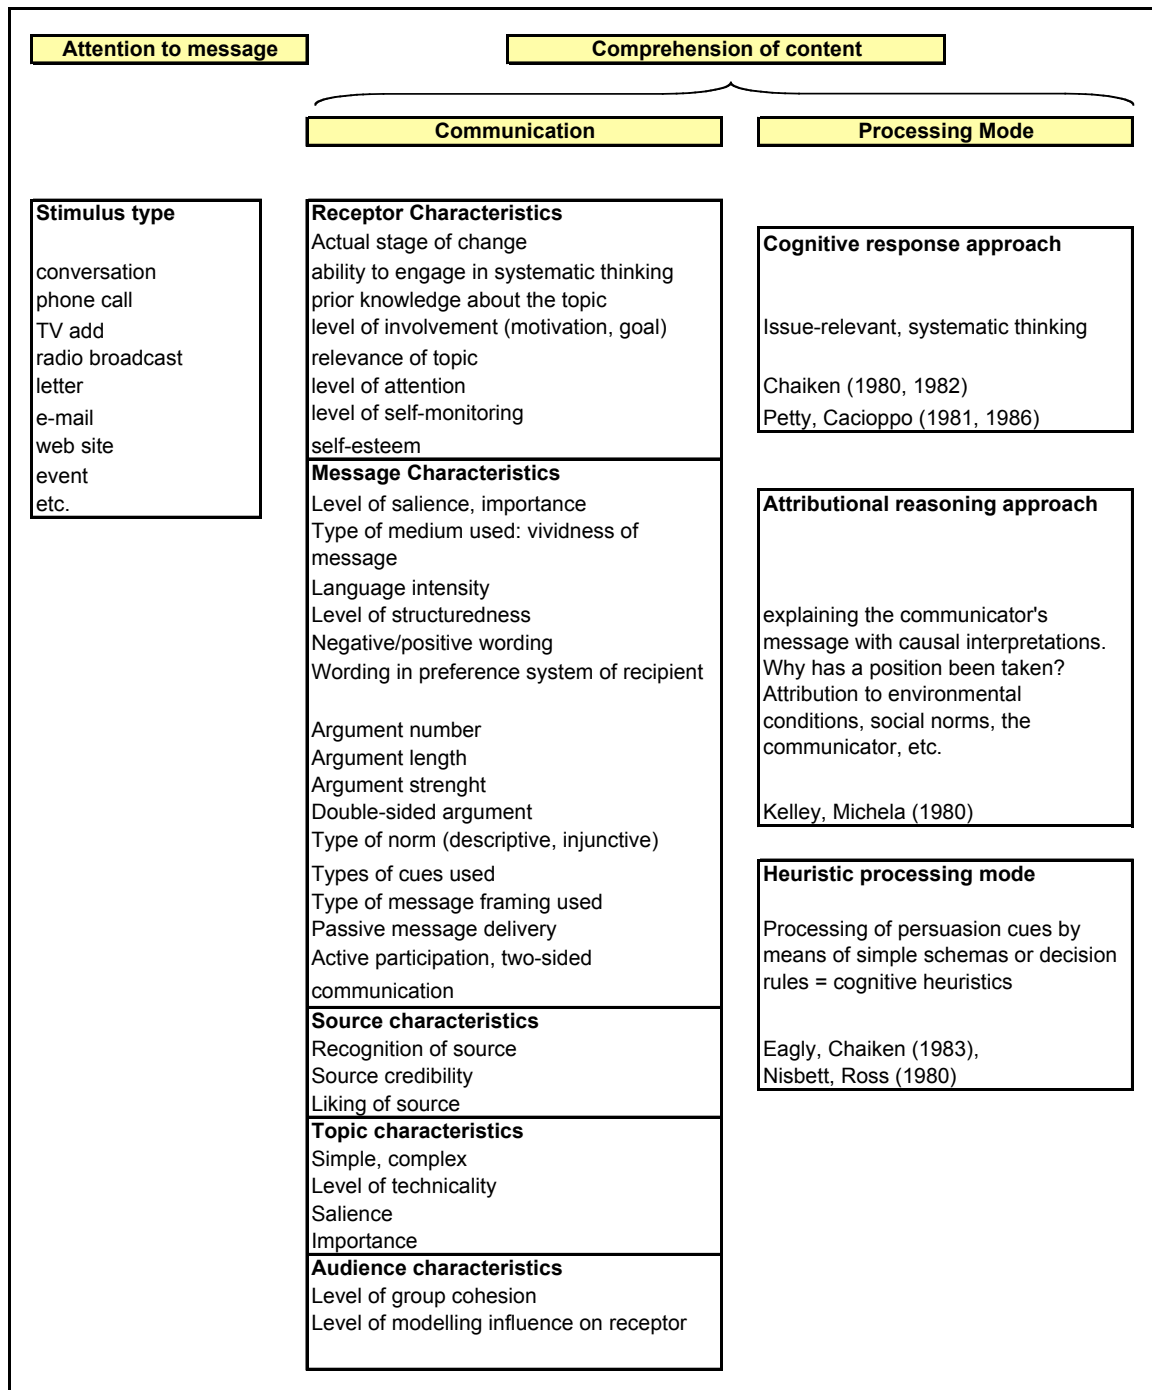 Attention to message
Comprehension of content
Communication
Processing Mode
Stimulus type
conversation
phone call
TV add
radio broadcast
letter
e-mail
web site
event
etc.
Receptor Characteristics
Actual stage of change
ability to engage in systematic thinking
prior knowledge about the topic
level of involvement (motivation, goal)
relevance of topic
level of attention
level of self-monitoring
self-esteem
Message Characteristics
Level of salience, importance
Type of medium used: vividness of
message
Language intensity
Level of structuredness
Negative/positive wording
Wording in preference system of recipient
Argument number
Argument length
Argument strenght
Double-sided argument
Type of norm (descriptive, injunctive)
Types of cues used
Type of message framing used
Passive message delivery
Active participation, two-sided
communication
Source characteristics
Recognition of source
Source credibility
Liking of source
Topic characteristics
Simple, complex
Level of technicality
Salience
Importance
Audience characteristics
Level of group cohesion
Level of modelling influence on receptor
Cognitive response approach
Issue-relevant, systematic thinking
Chaiken (1980, 1982)
Petty, Cacioppo (1981, 1986)
Attributional reasoning approach
explaining the communicator's
message with causal interpretations.
Why has a position been taken?
Attribution to environmental
conditions, social norms, the
communicator, etc.
Kelley, Michela (1980)
Heuristic processing mode
Processing of persuasion cues by
means of simple schemas or decision
rules = cognitive heuristics
Eagly, Chaiken (1983),
Nisbett, Ross (1980)